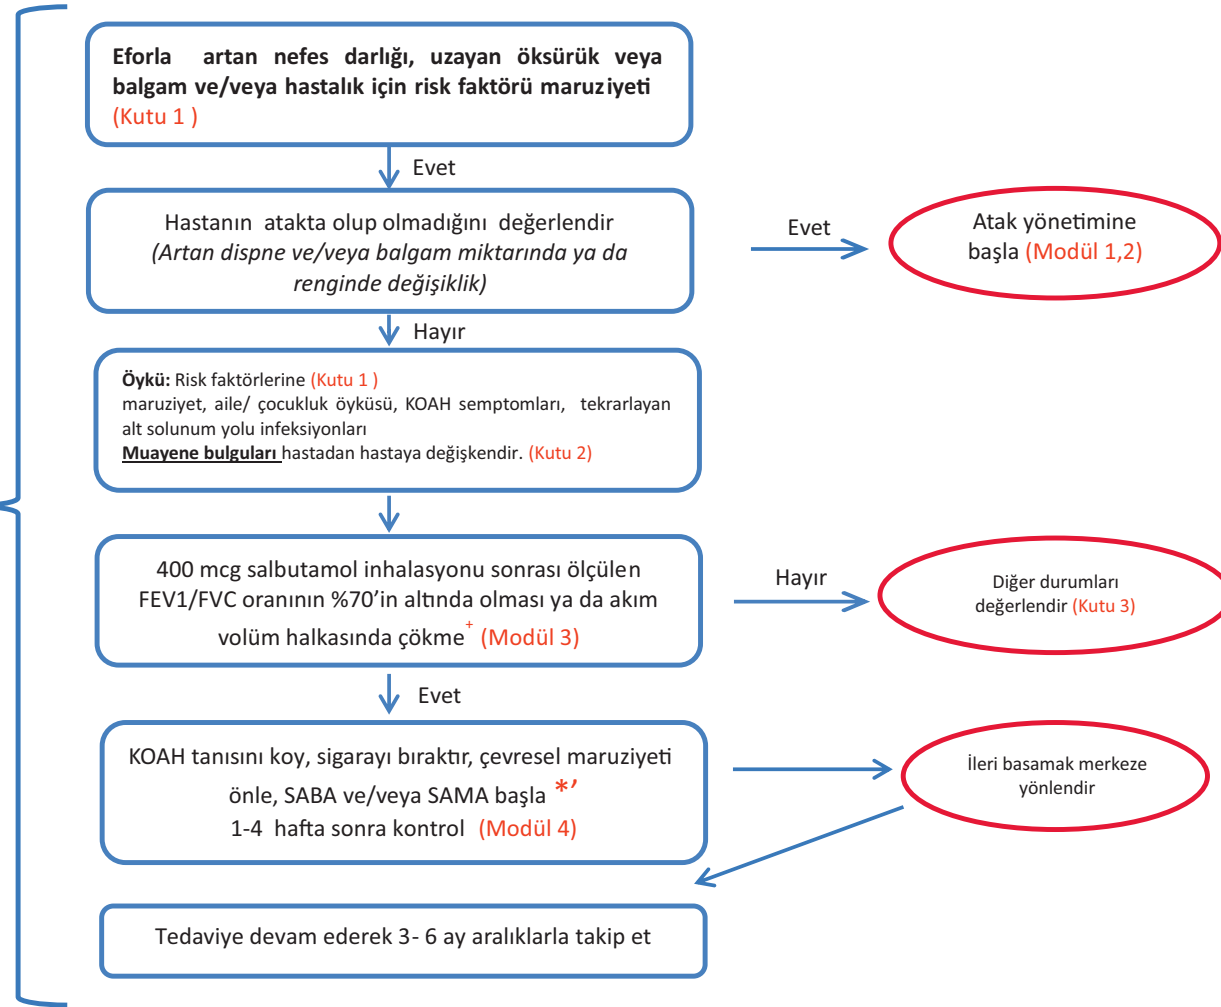 Eforla artan nefes darlığı, uzayan öksürük veya
balgam ve/veya hastalık için risk faktörü maruziyeti
(Kutu 1 )
Evet
Hastanın atakta olup olmadığını değerlendir
(Artan dispne ve/veya balgam miktarında ya da
renginde değişiklik)
Evet
Atak yönetimine
başla (Modül 1,2)
Hayır
Öykü: Risk faktörlerine (Kutu 1 )
maruziyet, aile/ çocukluk öyküsü, KOAH semptomları, tekrarlayan
alt solunum yolu infeksiyonları
Muayene bulguları hastadan hastaya değişkendir. (Kutu 2)
400 mcg salbutamol inhalasyonu sonrası ölçülen
FEV1/FVC oranının %70’in altında olması ya da akım
volüm halkasında çökme+ (Modül 3)
Hayır
Diğer durumları
değerlendir (Kutu 3)
Evet
KOAH tanısını koy, sigarayı bıraktır, çevresel maruziyeti
önle, SABA ve/veya SAMA başla *’
1-4 hafta sonra kontrol (Modül 4)
İleri basamak merkeze
yönlendir
Tedaviye devam ederek 3- 6 ay aralıklarla takip et